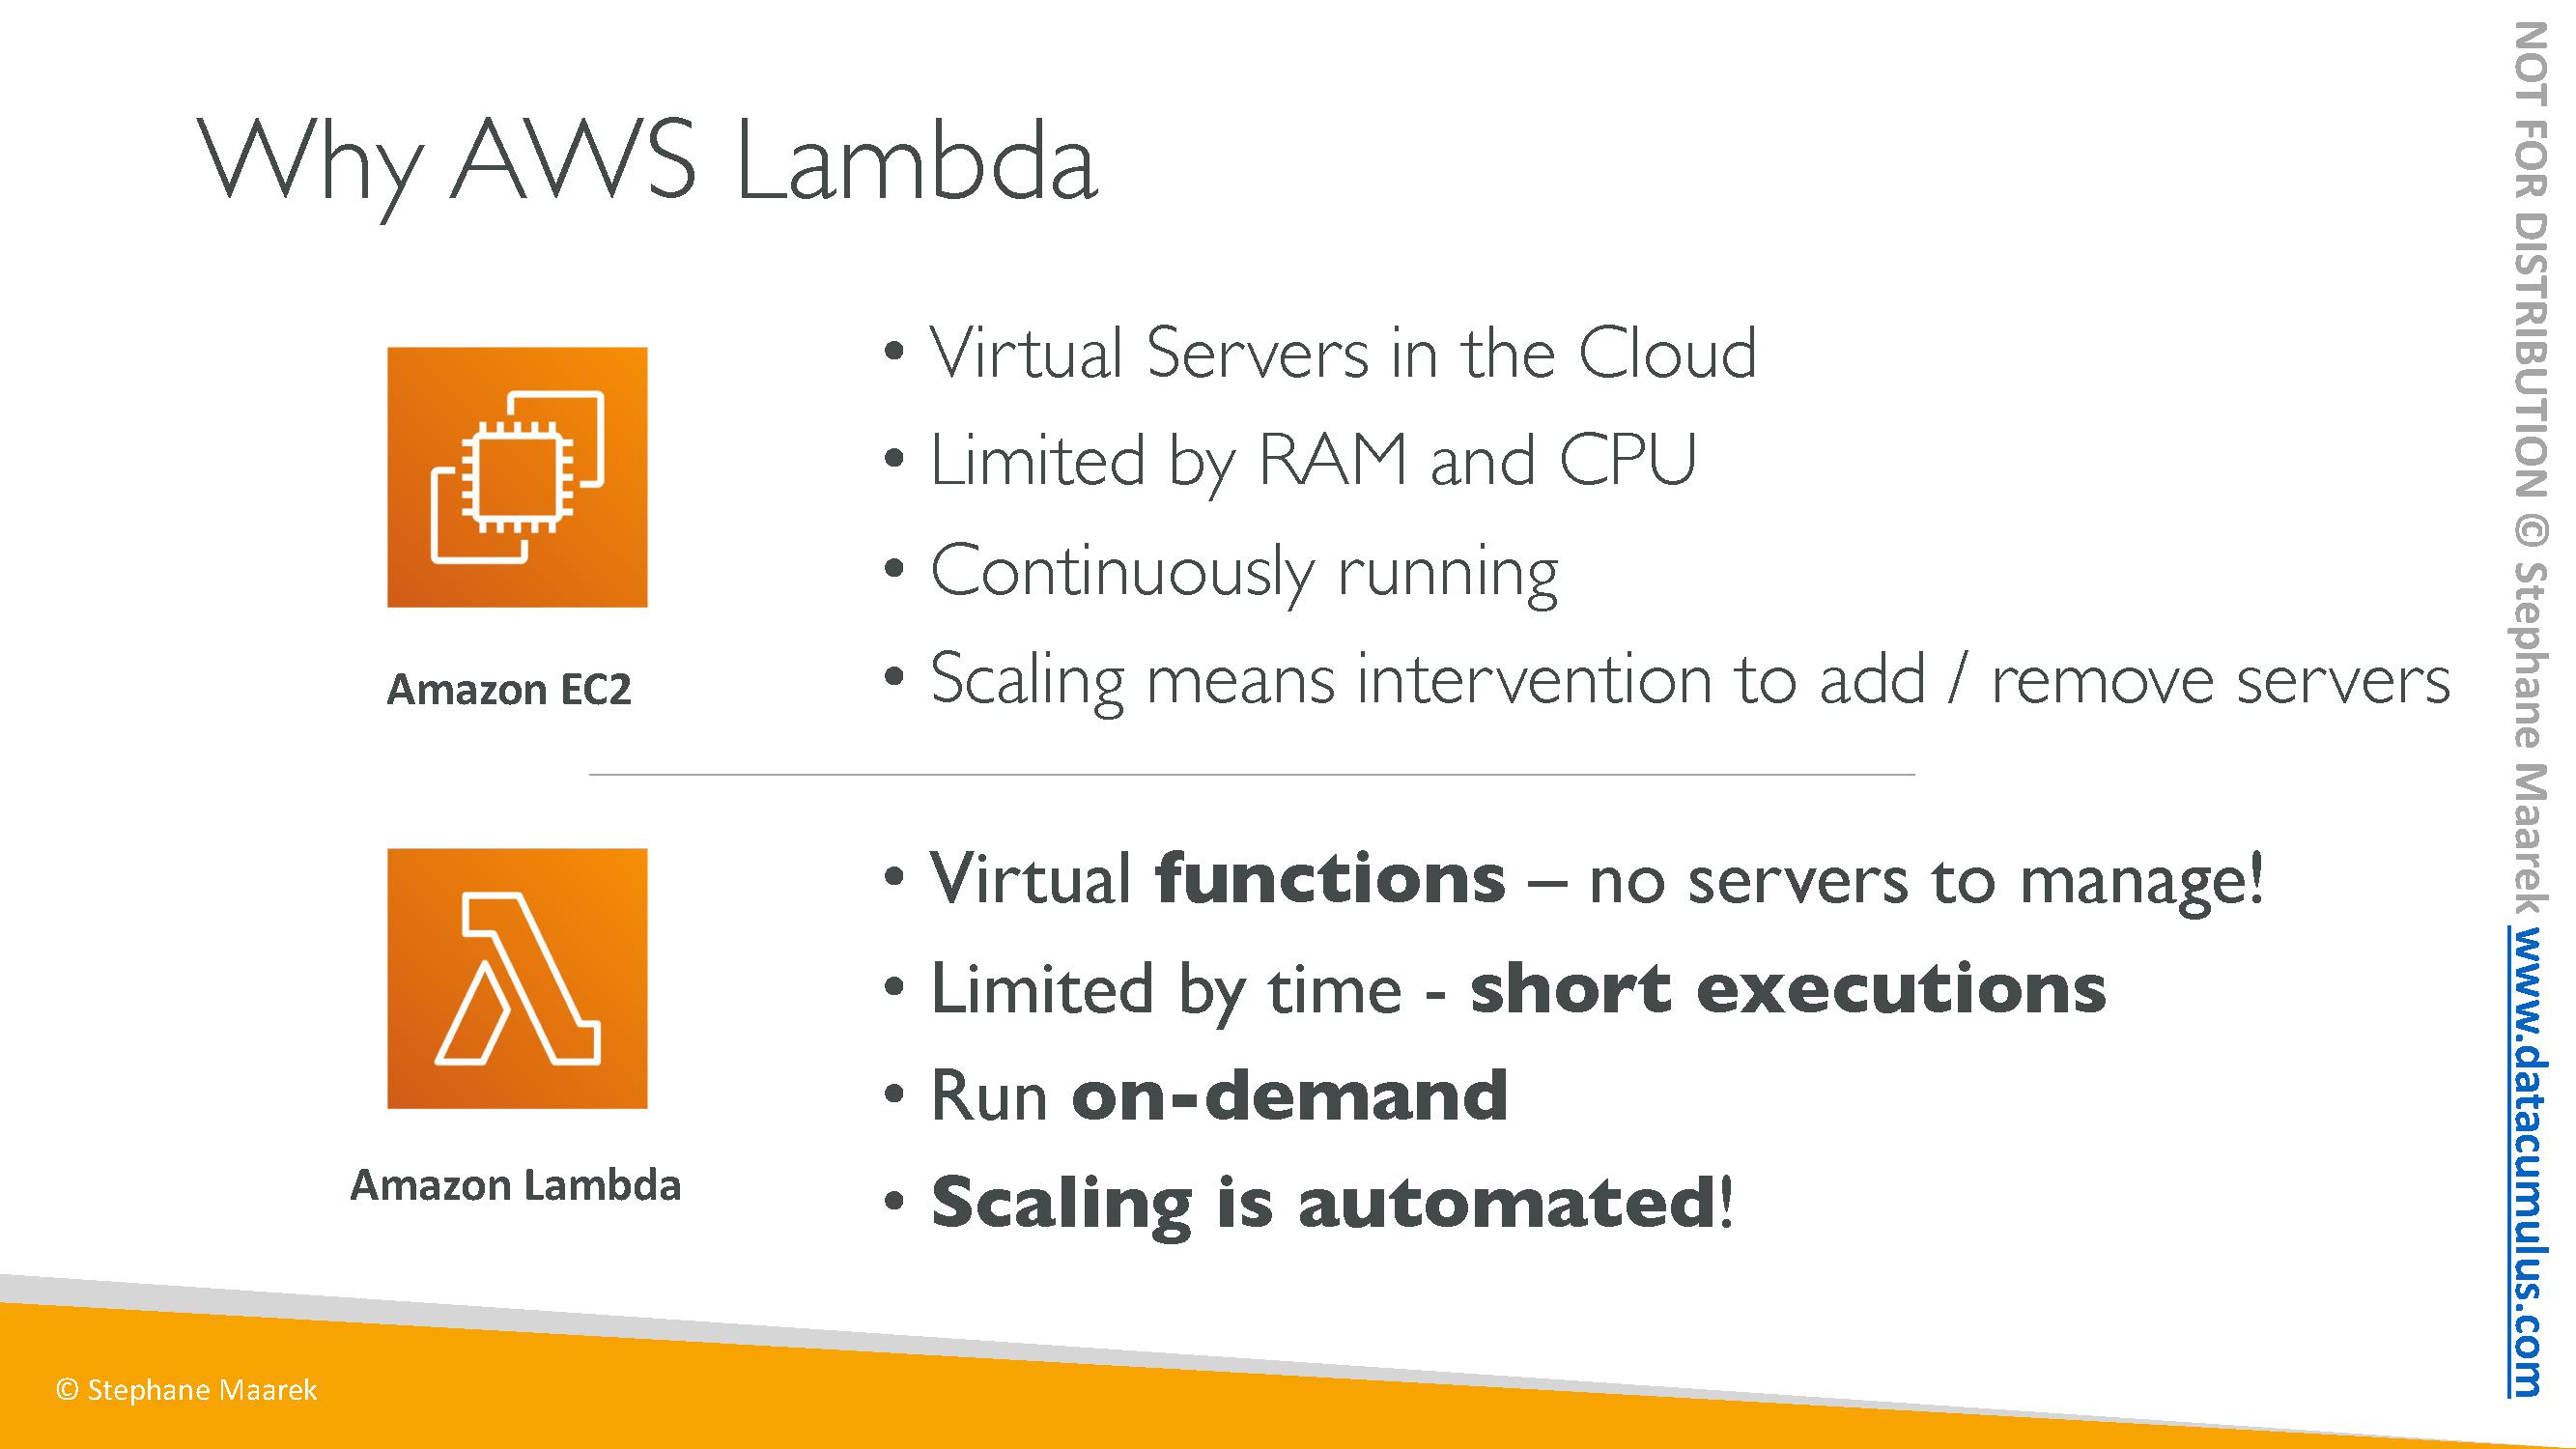 Why AWS Lambda
• Virtual Servers in the Cloud
• Limited by RAM and CPU
• Continuously running
• Scaling means intervention to add / remove servers
Amazon EC2
• Virtual functions – no servers to manage!
• Limited by time - short executions
• Run on-demand
• Scaling is automated!
Amazon Lambda
© Stephane Maarek
NOT FOR DISTRIBUTION © Stephane Maarek www.datacumulus.com